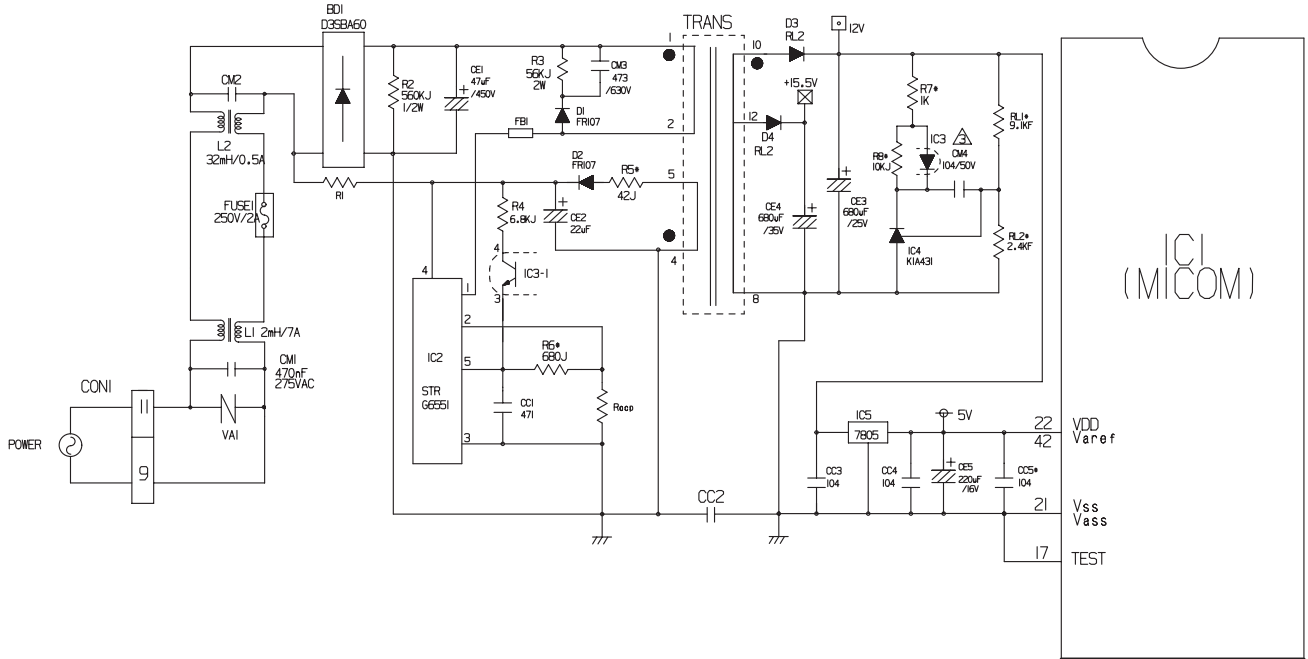 BD1
D3SBA60
TRANS
D3
RL2
12V
CM2
R2
560KJ
1/2W
CE1
47uF
/450V
R3
56KJ
2W
CM3
473
/630V
1
10
+15.5V
R7*
1K
RL1*
9.1KF
D1
FR107
FB1
2
12
D4
RL2
IC3
3
CM4
104/50V
R8*
10KJ
L2
32mH/0.5A
D2
FR107
R5*
42J
5
R1
FUSE1
250V/2A
R4
6.8KJ
CE2
22uF
CE4
680uF
/35V
CE3
680uF
/25V
IC4
KIA431
RL2*
2.4KF
4
IC3-1
3
4
8
4
1
2
5
3
IC2
STR
G6551
R6*
680J
CC1
471
Rocp
L1 2mH/7A
CM1
470nF
275VAC
CON1
11
9
POWER
VA1
IC1
(MICOM)
IC5
7805
5V
22
42
VDD
Varef
CC3
104
CC4
104
CE5
220uF
/16V
CC5*
104
CC2
21
Vss
Vass
17
TEST